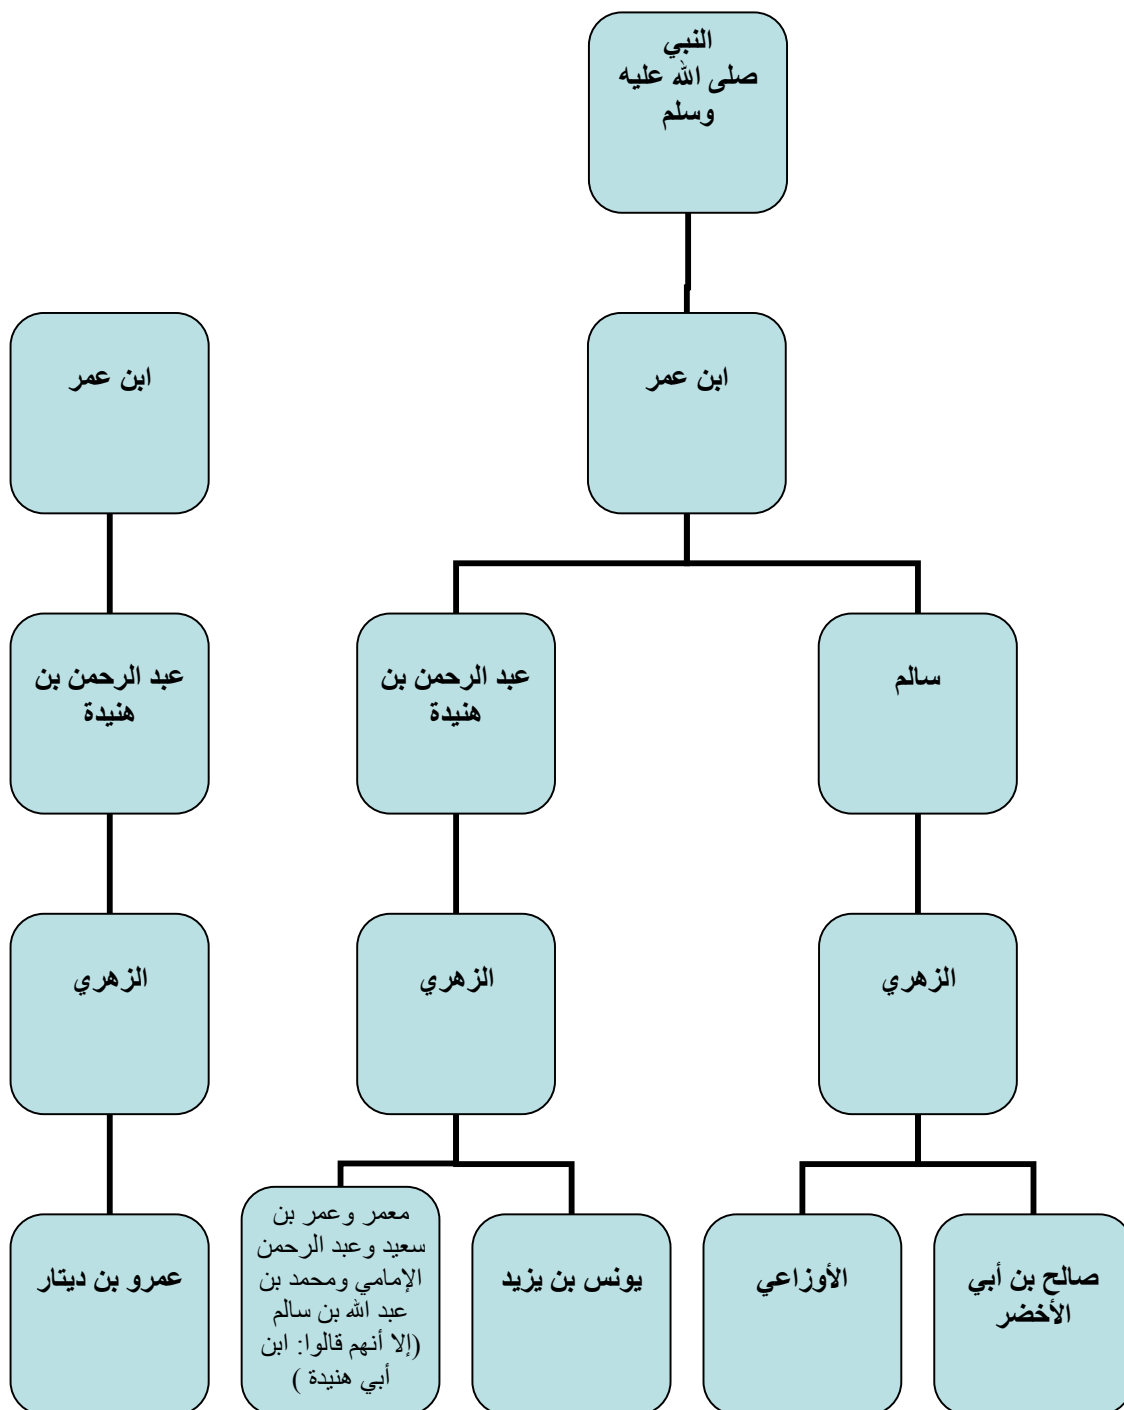 النبي
صلى الله عليه
وسلم
ابن عمر
ابن عمر
سالم
عبد الرحمن بن
هنيدة
عبد الرحمن بن
هنيدة
الزهري
الزهري
الزهري
صالح بن أبي
الأخضر
الأوزاعي
يونس بن يزيد
معمر وعمر بن
سعيد وعبد الرحمن
الإمامي ومحمد بن
عبد الله بن سالم
(إلا أنهم قالوا: ابن
أبي هنيدة )
عمرو بن ديتار